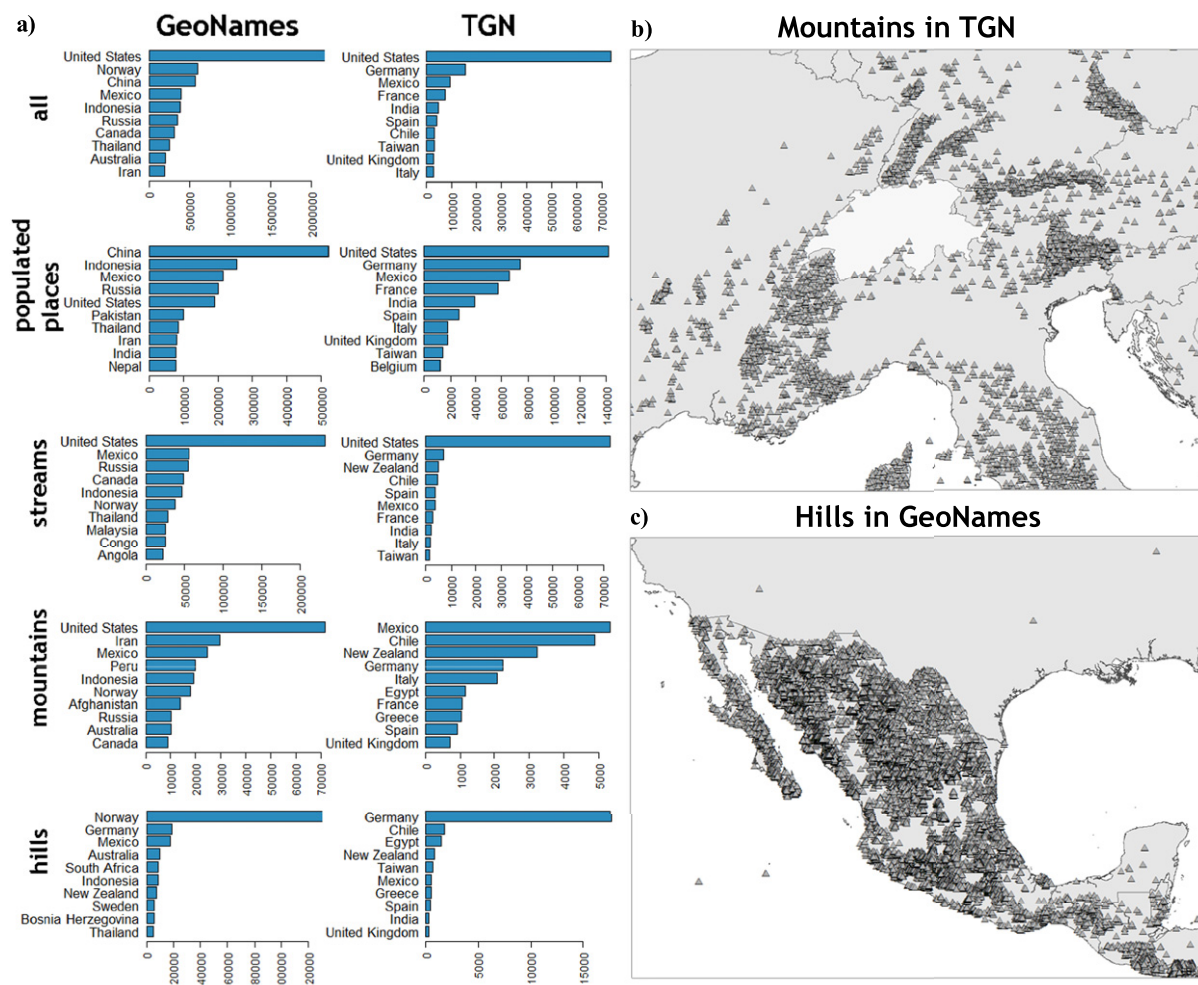 a)
GeoNames
TGN
all
United States
Norway
China
Mexico
Indonesia
Russia
Canada
Thailand
Australia
Iran
0 500000 1000000 1500000 2000000
United States
Germany
Mexico
France
India
Spain
Chile
Taiwan
United Kingdom
Italy
0 100000 200000 300000 400000 500000 600000 700000
populated
places
China
Indonesia
Mexico
Russia
United States
Pakistan
Thailand
Iran
India
Nepal
0 100000 200000 300000 400000 500000
United States
Germany
Mexico
France
India
Spain
Italy
United Kingdom
Taiwan
Belgium
0 20000 40000 60000 80000 100000 120000 140000
streams
United States
Mexico
Russia
Canada
Indonesia
Norway
Thailand
Malaysia
Congo
Angola
0 50000 100000 150000 200000
United States
Germany
New Zealand
Chile
Spain
Mexico
France
India
Italy
Taiwan
0 10000 20000 30000 40000 50000 60000 70000
mountains
United States
Iran
Mexico
Peru
Indonesia
Norway
Afghanistan
Russia
Australia
Canada
0 10000 20000 30000 40000 50000 60000 70000
Mexico
Chile
New Zealand
Germany
Italy
Egypt
France
Greece
Spain
United Kingdom
0
hills
Norway
Germany
Mexico
Australia
South Africa
Indonesia
New Zealand
Sweden
Bosnia Herzegovina
Thailand
0 20000 40000 60000 80000 120000
Germany
Chile
Egypt
New Zealand
Taiwan
Mexico
Greece
Spain
India
United Kingdom
0 5000 15000
b)
Mountains in TGN
c)
Hills in GeoNames